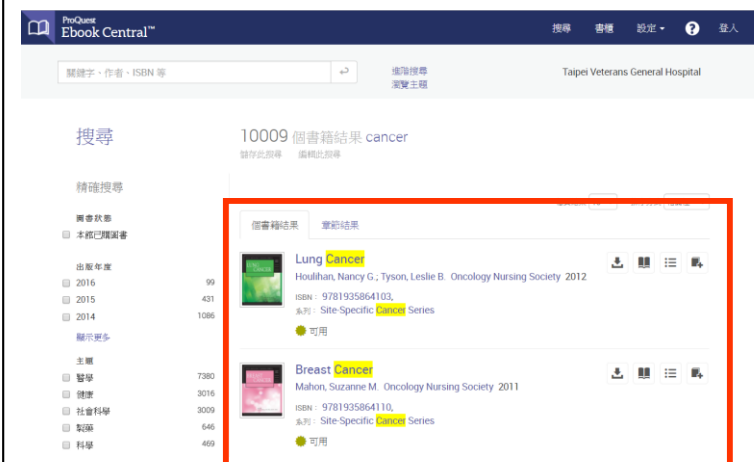 ProQuest
Ebook Central™
搜尋 書櫃 設定 ? 登入
關鍵字、作者、ISBN 等
進階搜尋
瀏覽主題
Taipei Veterans General Hospital
搜尋
10009 個書籍結果 cancer
儲存此搜尋 編輯此搜尋
精確搜尋
圖書狀態
本館已購圖書
出版年度
2016 99
2015 431
2014 1086
顯示更多
主題
醫學 7380
健康 3016
社會科學 3009
製藥 646
科學 469
個書籍結果 章節結果
Lung Cancer
Houlihan, Nancy G.; Tyson, Leslie B. Oncology Nursing Society 2012
ISBN : 9781935864103,
系列 : Site-Specific Cancer Series
可用
Breast Cancer
Mahon, Suzanne M. Oncology Nursing Society 2011
ISBN : 9781935864110,
系列 : Site-Specific Cancer Series
可用